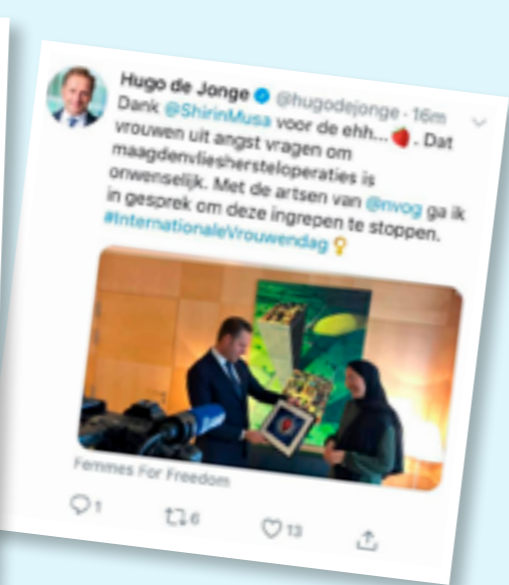 Hugo de Jonge @hugodejonge · 16m
Dank @ShirinMusa voor de ehh...🍓. Dat
vrouwen uit angst vragen om
maagdenvlieshersteloperaties is
onwenselijk. Met de artsen van @nvog ga ik
in gesprek om deze ingrepen te stoppen.
#InternationaleVrouwendag ♀
Femmes For Freedom
1 6 13